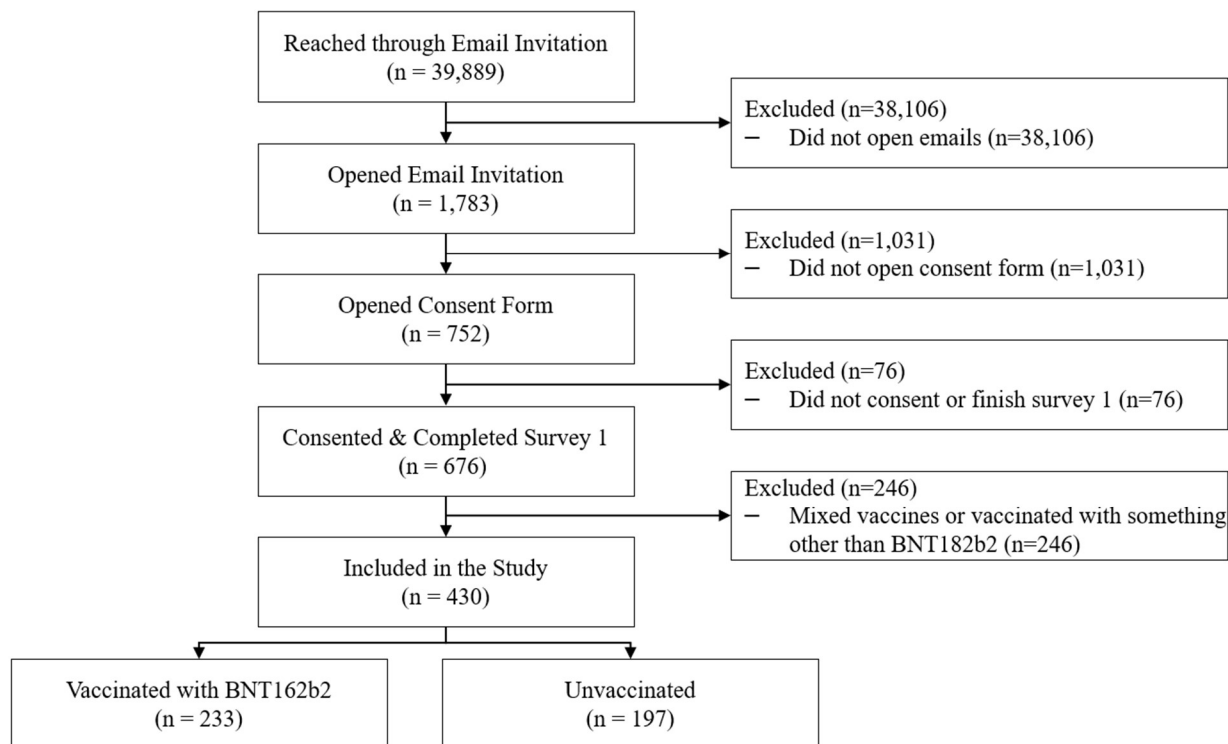 Reached through Email Invitation
(n = 39,889)
Excluded (n=38,106)
– Did not open emails (n=38,106)
Opened Email Invitation
(n = 1,783)
Excluded (n=1,031)
– Did not open consent form (n=1,031)
Opened Consent Form
(n = 752)
Excluded (n=76)
– Did not consent or finish survey 1 (n=76)
Consented & Completed Survey 1
(n = 676)
Excluded (n=246)
– Mixed vaccines or vaccinated with something
other than BNT182b2 (n=246)
Included in the Study
(n = 430)
Vaccinated with BNT162b2
(n = 233)
Unvaccinated
(n = 197)